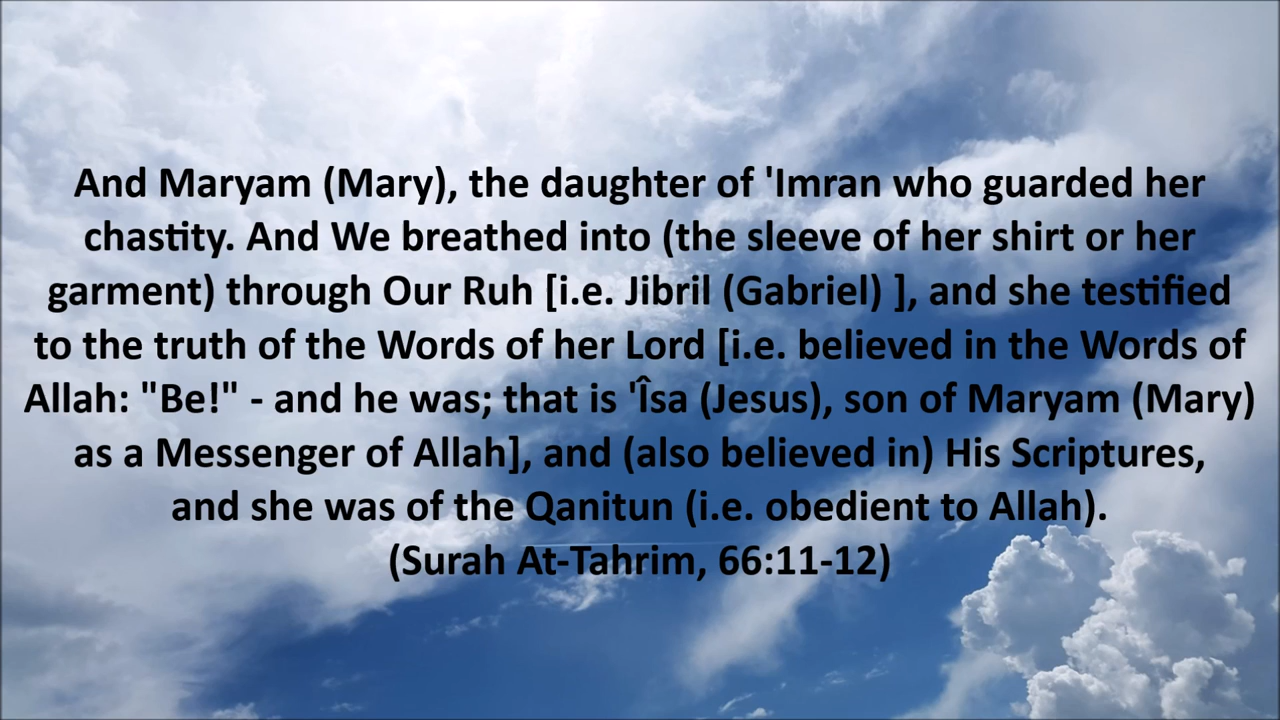 And Maryam (Mary), the daughter of 'Imran who guarded her
chastity. And We breathed into (the sleeve of her shirt or her
garment) through Our Ruh [i.e. Jibril (Gabriel) ], and she testified
to the truth of the Words of her Lord [i.e. believed in the Words of
Allah: "Be!" - and he was; that is 'Îsa (Jesus), son of Maryam (Mary)
as a Messenger of Allah], and (also believed in) His Scriptures,
and she was of the Qanitun (i.e. obedient to Allah).
(Surah At-Tahrim, 66:11-12)